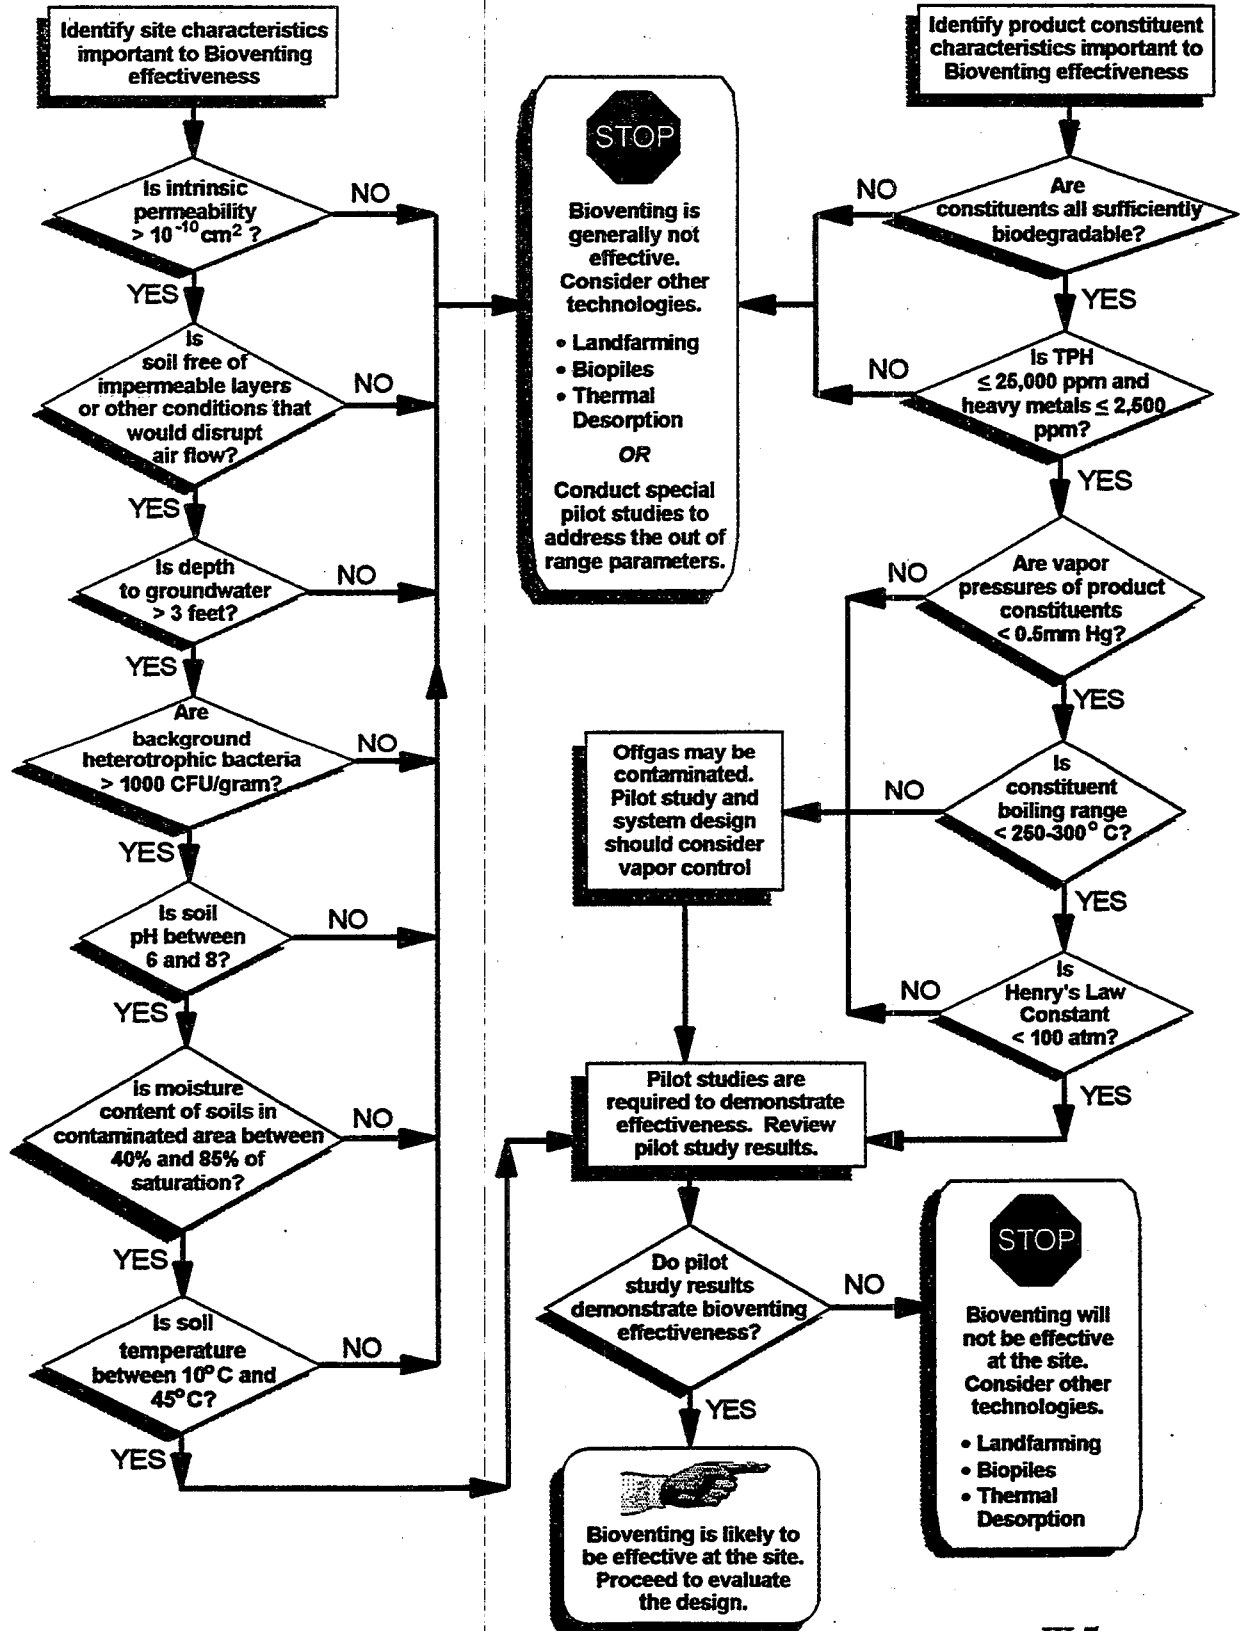 Identify site characteristics
important to Bioventing
effectiveness
Is intrinsic
permeability
> 10⁻¹⁰ cm² ?
NO
YES
Is
soil free of
impermeable layers
or other conditions that
would disrupt
air flow?
NO
YES
Is depth
to groundwater
> 3 feet?
NO
YES
Are
background
heterotrophic bacteria
> 1000 CFU/gram?
NO
YES
Is soil
pH between
6 and 8?
NO
YES
Is moisture
content of soils in
contaminated area between
40% and 85% of
saturation?
NO
YES
Is soil
temperature
between 10°C and
45°C?
NO
YES
STOP
Bioventing is
generally not
effective.
Consider other
technologies.
• Landfarming
• Biopiles
• Thermal
Desorption
OR
Conduct special
pilot studies to
address the out of
range parameters.
Identify product constituent
characteristics important to
Bioventing effectiveness
Are
constituents all sufficiently
biodegradable?
NO
YES
Is TPH
≤ 25,000 ppm and
heavy metals ≤ 2,500
ppm?
NO
YES
Are vapor
pressures of product
constituents
< 0.5mm Hg?
NO
YES
Is
constituent
boiling range
< 250-300° C?
NO
YES
Is
Henry's Law
Constant
< 100 atm?
NO
YES
Offgas may be
contaminated.
Pilot study and
system design
should consider
vapor control
Pilot studies are
required to demonstrate
effectiveness. Review
pilot study results.
Do pilot
study results
demonstrate bioventing
effectiveness?
NO
YES
STOP
Bioventing will
not be effective
at the site.
Consider other
technologies.
• Landfarming
• Biopiles
• Thermal
Desorption
Bioventing is likely to
be effective at the site.
Proceed to evaluate
the design.